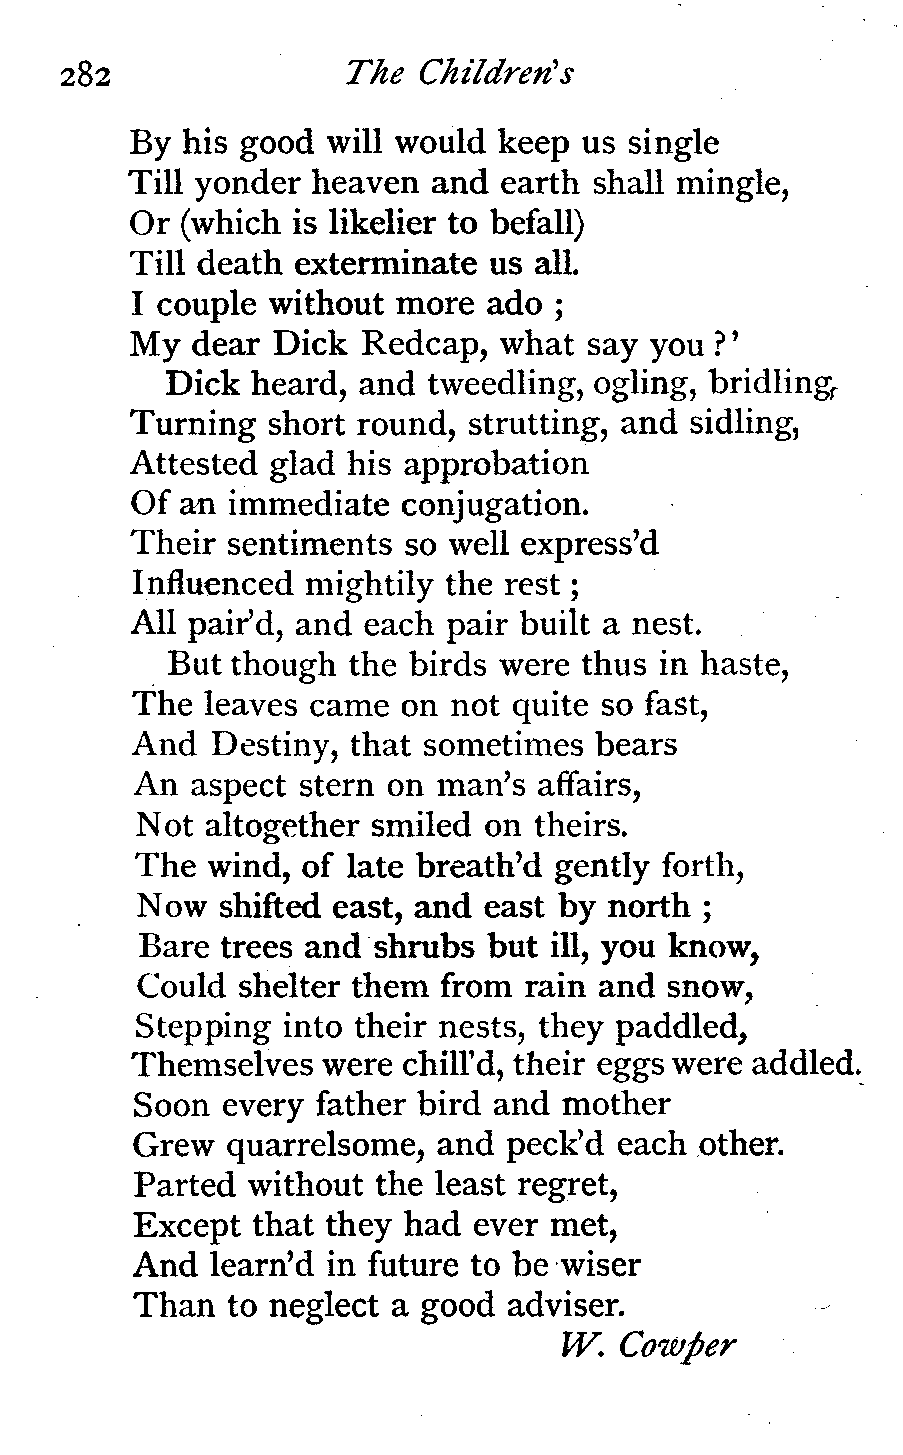 282 The Children's
By his good will would keep us single
Till yonder heaven and earth shall mingle,
Or (which is likelier to befall)
Till death exterminate us all.
I couple without more ado ;
My dear Dick Redcap, what say you ?'
Dick heard, and tweedling, ogling, bridling,
Turning short round, strutting, and sidling,
Attested glad his approbation
Of an immediate conjugation.
Their sentiments so well express'd
Influenced mightily the rest ;
All pair'd, and each pair built a nest.
But though the birds were thus in haste,
The leaves came on not quite so fast,
And Destiny, that sometimes bears
An aspect stern on man's affairs,
Not altogether smiled on theirs.
The wind, of late breath'd gently forth,
Now shifted east, and east by north ;
Bare trees and shrubs but ill, you know,
Could shelter them from rain and snow,
Stepping into their nests, they paddled,
Themselves were chill'd, their eggs were addled.
Soon every father bird and mother
Grew quarrelsome, and peck'd each other.
Parted without the least regret,
Except that they had ever met,
And learn'd in future to be wiser
Than to neglect a good adviser.
W. Cowper